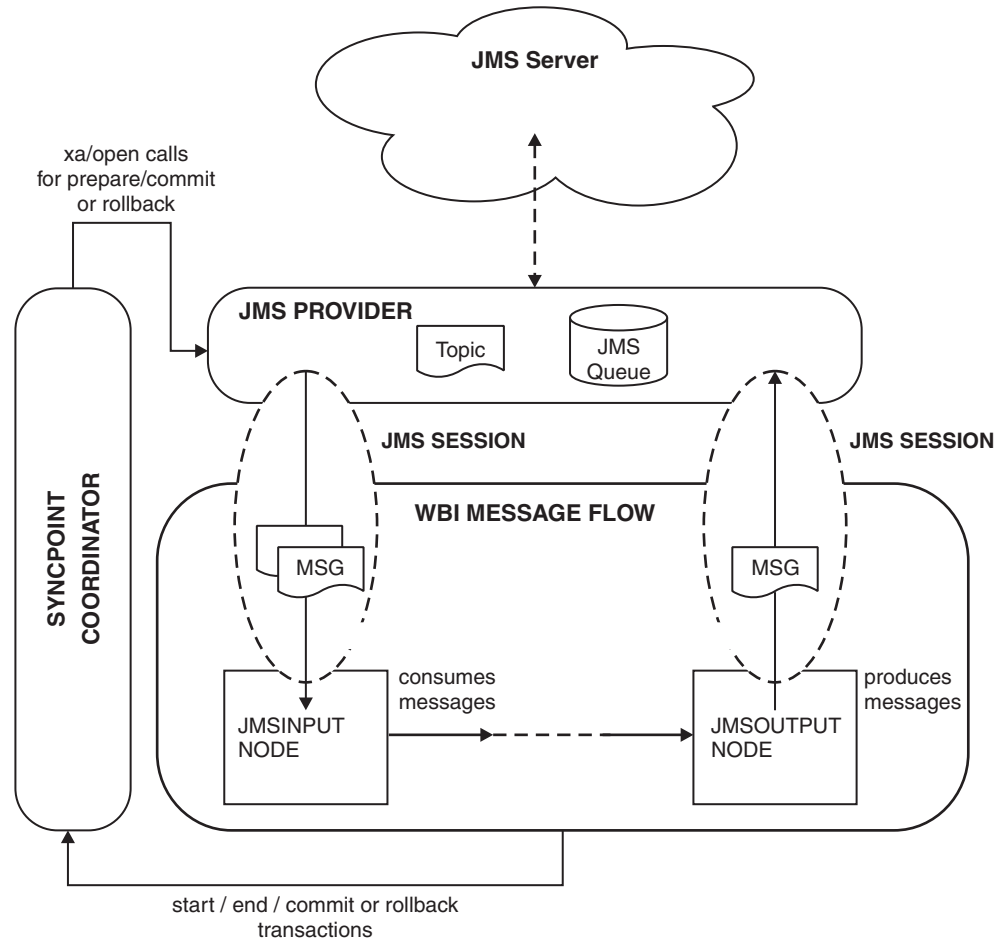 JMS Server
xa/open calls
for prepare/commit
or rollback
JMS PROVIDER
Topic
JMS
Queue
JMS SESSION
JMS SESSION
SYNCPOINT
COORDINATOR
WBI MESSAGE FLOW
MSG
MSG
consumes
messages
produces
messages
JMSINPUT
NODE
JMSOUTPUT
NODE
start / end / commit or rollback
transactions